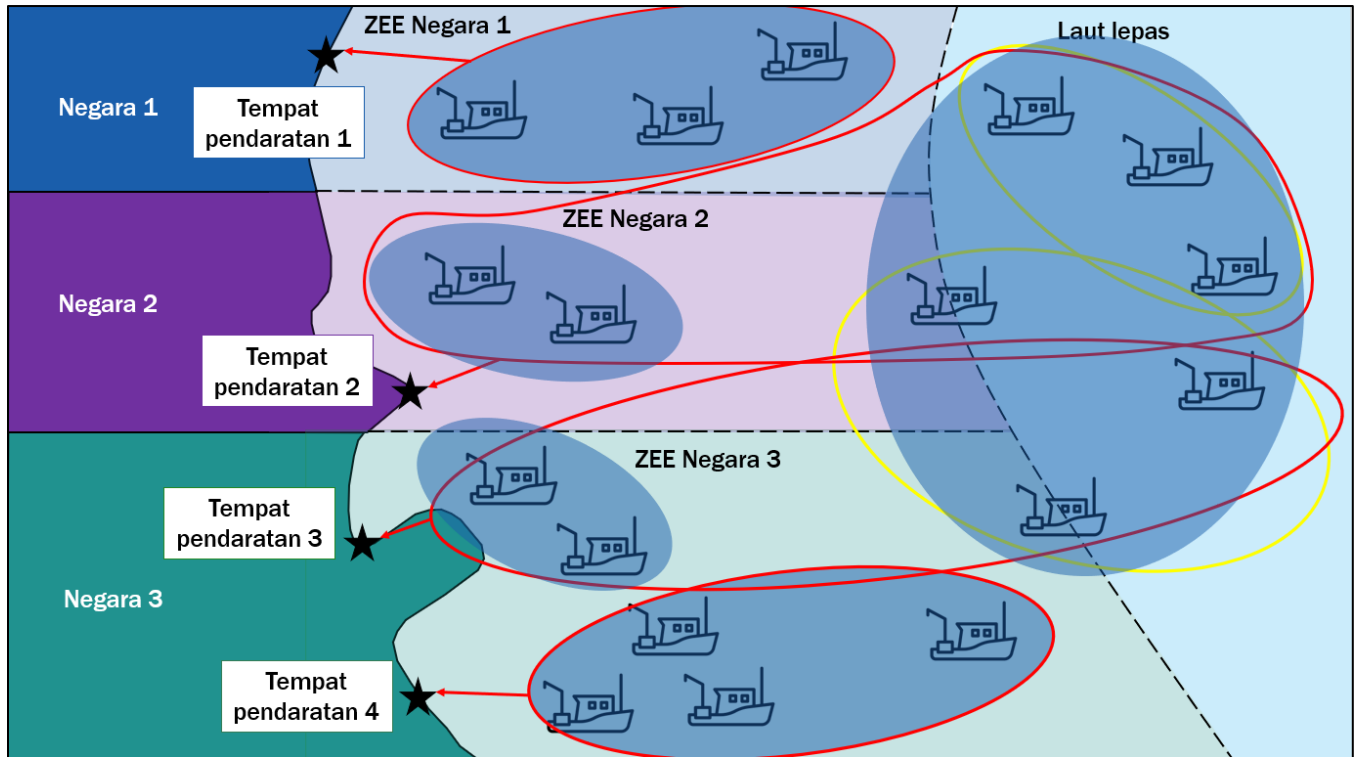 ZEE Negara 1
Laut lepas
Negara 1
Tempat
pendaratan 1
ZEE Negara 2
Negara 2
Tempat
pendaratan 2
ZEE Negara 3
Tempat
pendaratan 3
Negara 3
Tempat
pendaratan 4